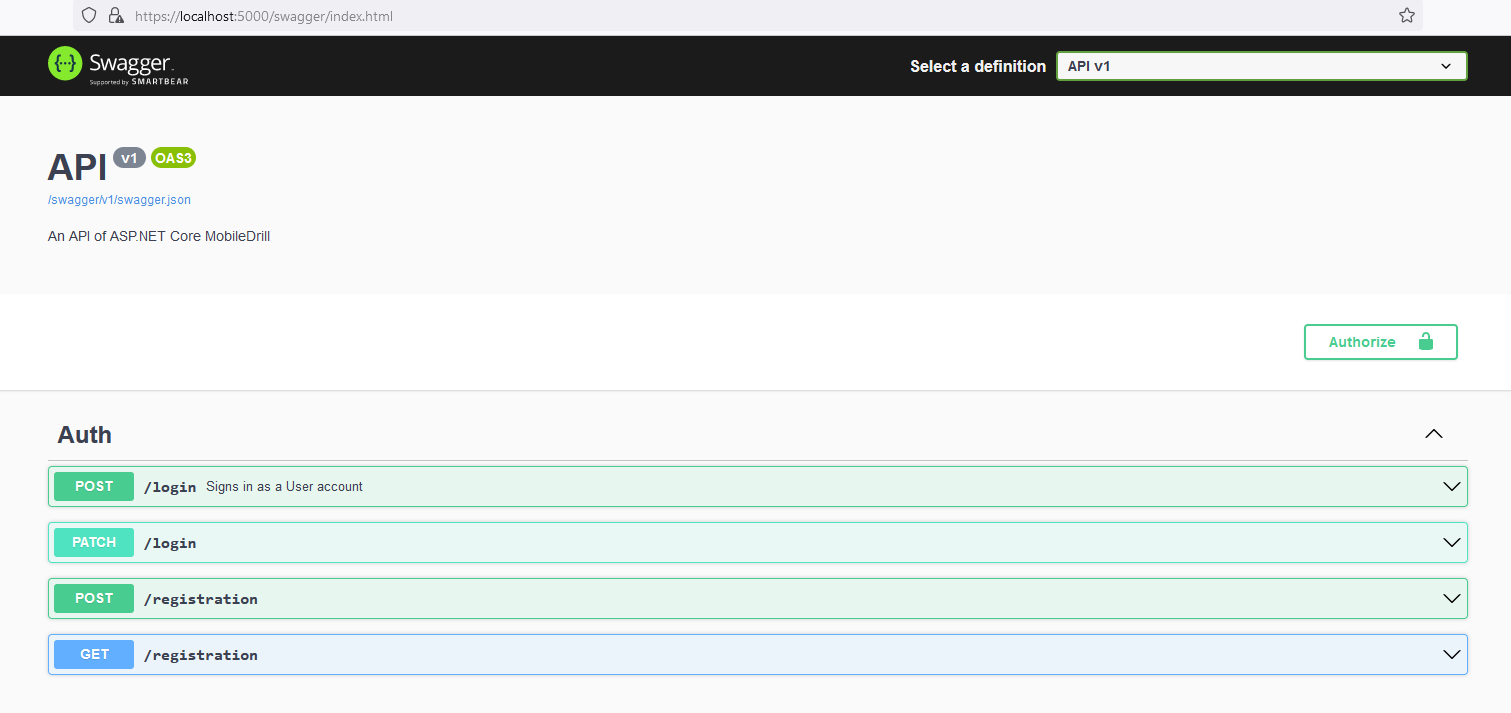 https://localhost:5000/swagger/index.html
Swagger.
Supported by SMARTBEAR
Select a definition
API v1
API v1 OAS3
/swagger/v1/swagger.json
An API of ASP.NET Core MobileDrill
Authorize
Auth
POST /login Signs in as a User account
PATCH /login
POST /registration
GET /registration